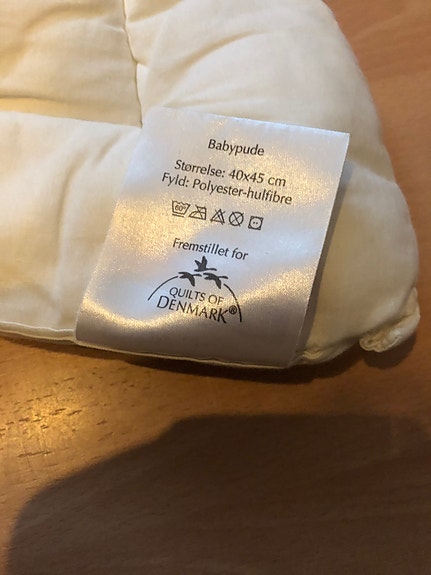 Babypude
Størrelse: 40x45 cm
Fyld: Polyester-hulfibre
60°
Fremstillet for
QUILTS OF
DENMARK®